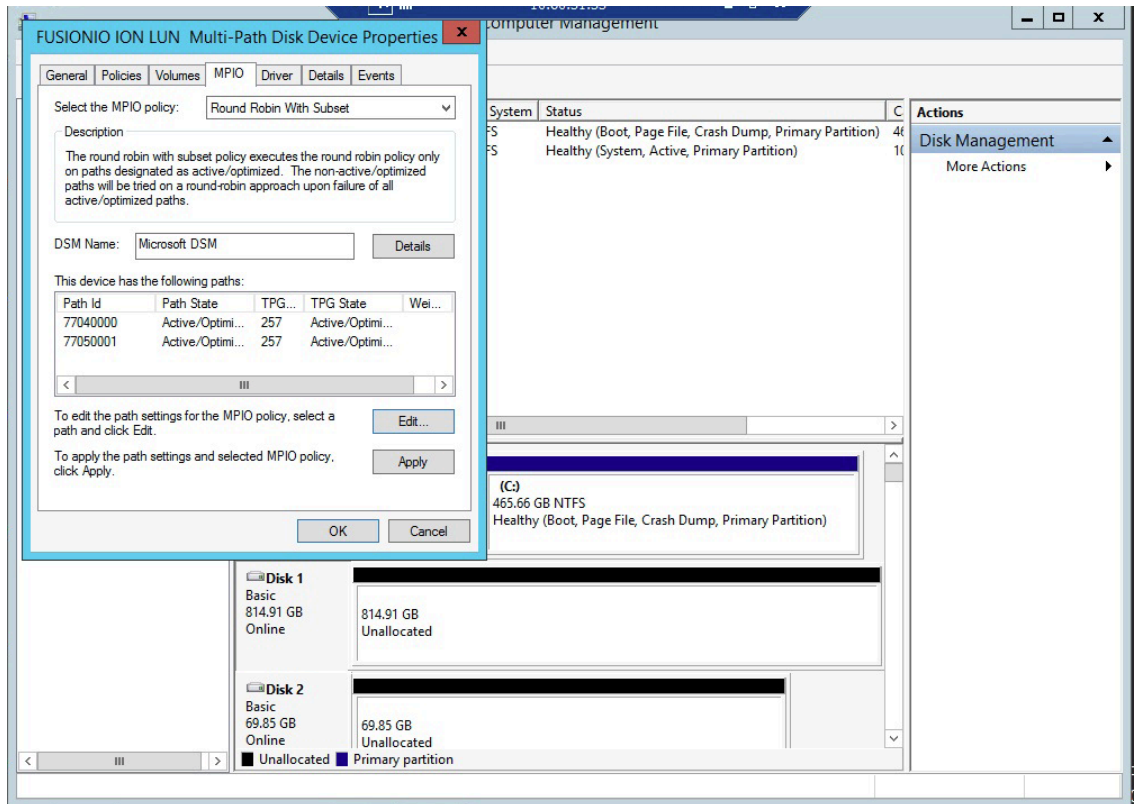 FUSIONIO ION LUN Multi-Path Disk Device Properties
x
Computer Management
x
General Policies Volumes MPIO Driver Details Events
Select the MPIO policy: Round Robin With Subset
Description
The round robin with subset policy executes the round robin policy only
on paths designated as active/optimized. The non-active/optimized
paths will be tried on a round-robin approach upon failure of all
active/optimized paths.
DSM Name: Microsoft DSM Details
This device has the following paths:
Path Id Path State TPG... TPG State Wei...
77040000 Active/Optimi... 257 Active/Optimi...
77050001 Active/Optimi... 257 Active/Optimi...
To edit the path settings for the MPIO policy, select a
path and click Edit.
Edit...
To apply the path settings and selected MPIO policy,
click Apply.
Apply
OK Cancel
System Status C
FS Healthy (Boot, Page File, Crash Dump, Primary Partition) 46
FS Healthy (System, Active, Primary Partition) 10
Actions
Disk Management
More Actions
(C:)
465.66 GB NTFS
Healthy (Boot, Page File, Crash Dump, Primary Partition)
Disk 1
Basic
814.91 GB
Online
814.91 GB
Unallocated
Disk 2
Basic
69.85 GB
Online
69.85 GB
Unallocated
Unallocated Primary partition